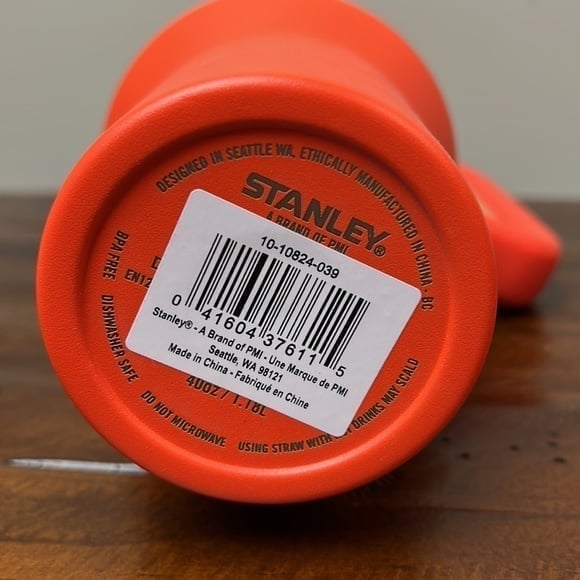 DESIGNED IN SEATTLE WA, ETHICALLY MANUFACTURED IN CHINA, BC
STANLEY®
A BRAND OF PMI
10-10824-039
0 41604 37611 5
Stanley® - A Brand of PMI - Une Marque de PMI
Seattle, WA 98121
Made in China - Fabriqué en Chine
BPA FREE
EN12
DISHWASHER SAFE
40OZ / 1.18L
DO NOT MICROWAVE
USING STRAW WITH DRINKS MAY SCALD